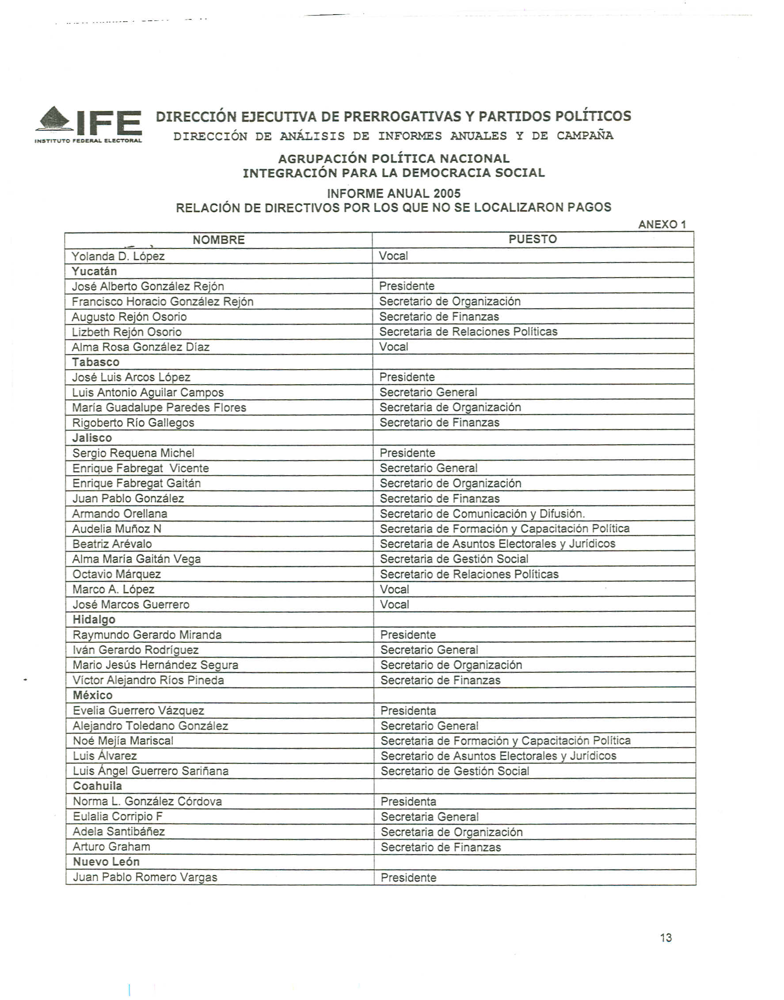 IFE
INSTITUTO FEDERAL ELECTORAL
DIRECCIÓN EJECUTIVA DE PRERROGATIVAS Y PARTIDOS POLÍTICOS
DIRECCIÓN DE ANÁLISIS DE INFORMES ANUALES Y DE CAMPAÑA
AGRUPACIÓN POLÍTICA NACIONAL
INTEGRACIÓN PARA LA DEMOCRACIA SOCIAL
INFORME ANUAL 2005
RELACIÓN DE DIRECTIVOS POR LOS QUE NO SE LOCALIZARON PAGOS
ANEXO 1
NOMBRE PUESTO
Yolanda D. López Vocal
Yucatán
José Alberto González Rejón Presidente
Francisco Horacio González Rejón Secretario de Organización
Augusto Rejón Osorio Secretario de Finanzas
Lizbeth Rejón Osorio Secretaria de Relaciones Políticas
Alma Rosa González Díaz Vocal
Tabasco
José Luis Arcos López Presidente
Luis Antonio Aguilar Campos Secretario General
María Guadalupe Paredes Flores Secretaria de Organización
Rigoberto Río Gallegos Secretario de Finanzas
Jalisco
Sergio Requena Michel Presidente
Enrique Fabregat Vicente Secretario General
Enrique Fabregat Gaitán Secretario de Organización
Juan Pablo González Secretario de Finanzas
Armando Orellana Secretario de Comunicación y Difusión.
Audelia Muñoz N Secretaria de Formación y Capacitación Política
Beatriz Arévalo Secretaria de Asuntos Electorales y Jurídicos
Alma María Gaitán Vega Secretaria de Gestión Social
Octavio Márquez Secretario de Relaciones Políticas
Marco A. López Vocal
José Marcos Guerrero Vocal
Hidalgo
Raymundo Gerardo Miranda Presidente
Iván Gerardo Rodríguez Secretario General
Mario Jesús Hernández Segura Secretario de Organización
Víctor Alejandro Ríos Pineda Secretario de Finanzas
México
Evelia Guerrero Vázquez Presidenta
Alejandro Toledano González Secretario General
Noé Mejía Mariscal Secretaria de Formación y Capacitación Política
Luis Álvarez Secretario de Asuntos Electorales y Jurídicos
Luis Ángel Guerrero Sariñana Secretario de Gestión Social
Coahuila
Norma L. González Córdova Presidenta
Eulalia Corripio F Secretaria General
Adela Santibáñez Secretaria de Organización
Arturo Graham Secretario de Finanzas
Nuevo León
Juan Pablo Romero Vargas Presidente
13